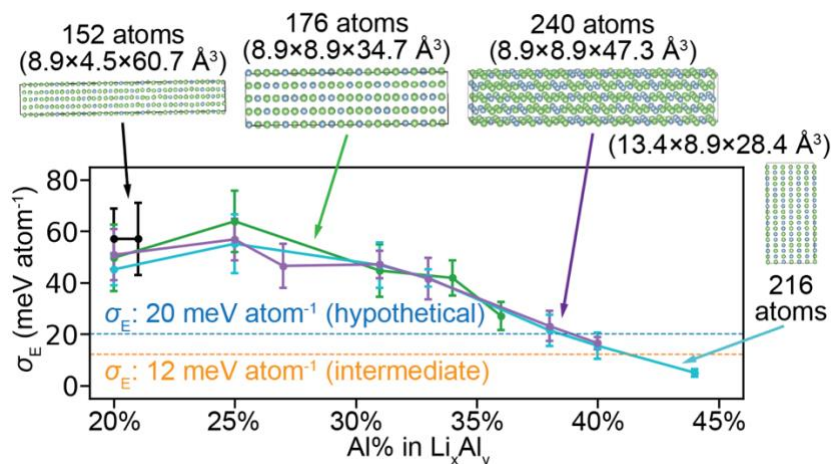 152 atoms
(8.9×4.5×60.7 Å³)
176 atoms
(8.9×8.9×34.7 Å³)
240 atoms
(8.9×8.9×47.3 Å³)
(13.4×8.9×28.4 Å³)
216
atoms
σE (meV atom⁻¹)
80
60
40
20
0
σE: 20 meV atom⁻¹ (hypothetical)
σE: 12 meV atom⁻¹ (intermediate)
20%
25%
30%
35%
40%
45%
Al% in LixAly